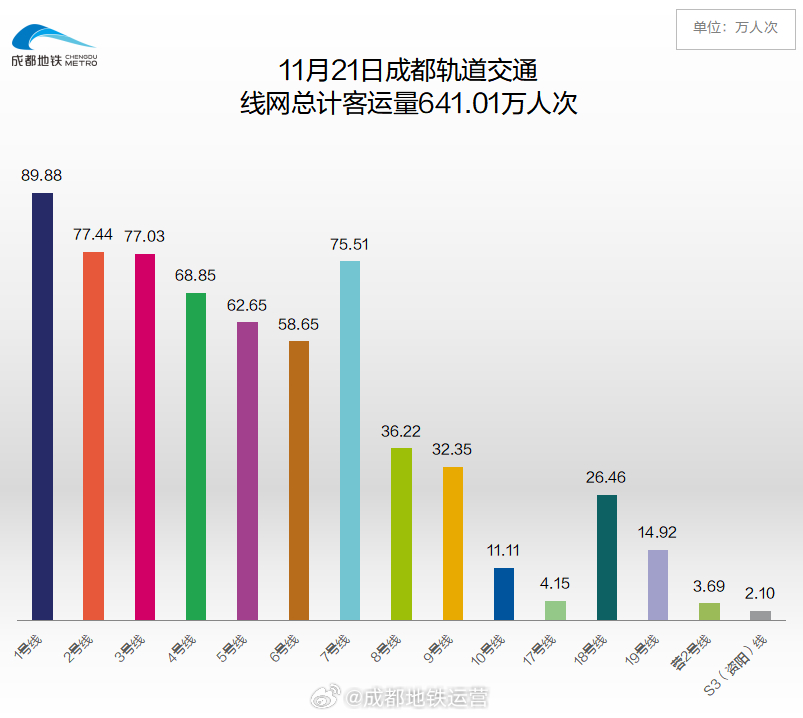 单位：万人次
成都地铁 CHENGDU METRO
11月21日成都轨道交通
线网总计客运量641.01万人次
89.88
77.44
77.03
68.85
62.65
58.65
75.51
36.22
32.35
11.11
4.15
26.46
14.92
3.69
2.10
1号线
2号线
3号线
4号线
5号线
6号线
7号线
8号线
9号线
10号线
17号线
18号线
19号线
蓉2号线
S3（资阳）线
@成都地铁运营